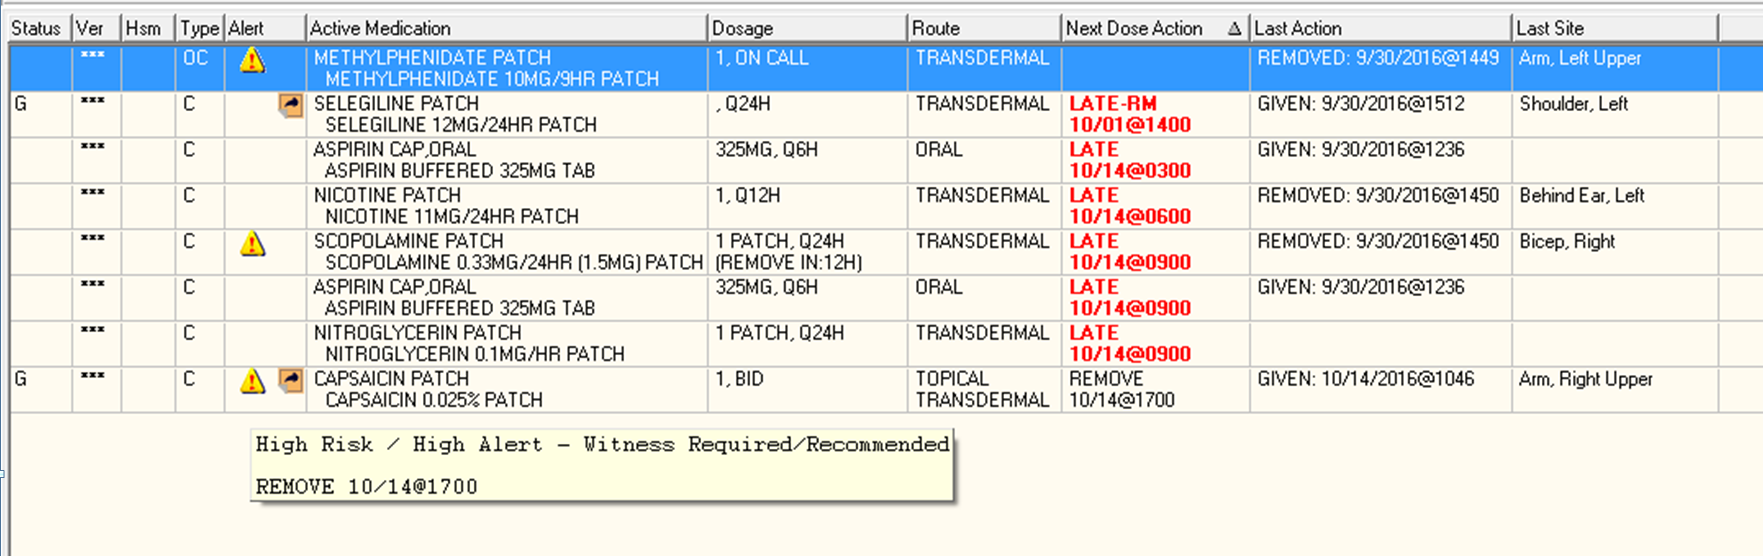 Status Ver Hsm Type Alert Active Medication Dosage Route Next Dose Action Δ Last Action Last Site
*** OC METHYLPHENIDATE PATCH 1, ON CALL TRANSDERMAL REMOVED: 9/30/2016@1449 Arm, Left Upper
METHYLPHENIDATE 10MG/9HR PATCH
G *** C SELEGILINE PATCH , Q24H TRANSDERMAL LATE-RM GIVEN: 9/30/2016@1512 Shoulder, Left
SELEGILINE 12MG/24HR PATCH 10/01@1400
*** C ASPIRIN CAP,ORAL 325MG, Q6H ORAL LATE GIVEN: 9/30/2016@1236
ASPIRIN BUFFERED 325MG TAB 10/14@0300
*** C NICOTINE PATCH 1, Q12H TRANSDERMAL LATE REMOVED: 9/30/2016@1450 Behind Ear, Left
NICOTINE 11MG/24HR PATCH 10/14@0600
*** C SCOPOLAMINE PATCH 1 PATCH, Q24H TRANSDERMAL LATE REMOVED: 9/30/2016@1450 Bicep, Right
SCOPOLAMINE 0.33MG/24HR (1.5MG) PATCH (REMOVE IN:12H) 10/14@0900
*** C ASPIRIN CAP,ORAL 325MG, Q6H ORAL LATE GIVEN: 9/30/2016@1236
ASPIRIN BUFFERED 325MG TAB 10/14@0900
*** C NITROGLYCERIN PATCH 1 PATCH, Q24H TRANSDERMAL LATE
NITROGLYCERIN 0.1MG/HR PATCH 10/14@0900
G *** C CAPSAICIN PATCH 1, BID TOPICAL REMOVE GIVEN: 10/14/2016@1046 Arm, Right Upper
CAPSAICIN 0.025% PATCH TRANSDERMAL 10/14@1700
High Risk / High Alert - Witness Required/Recommended
REMOVE 10/14@1700